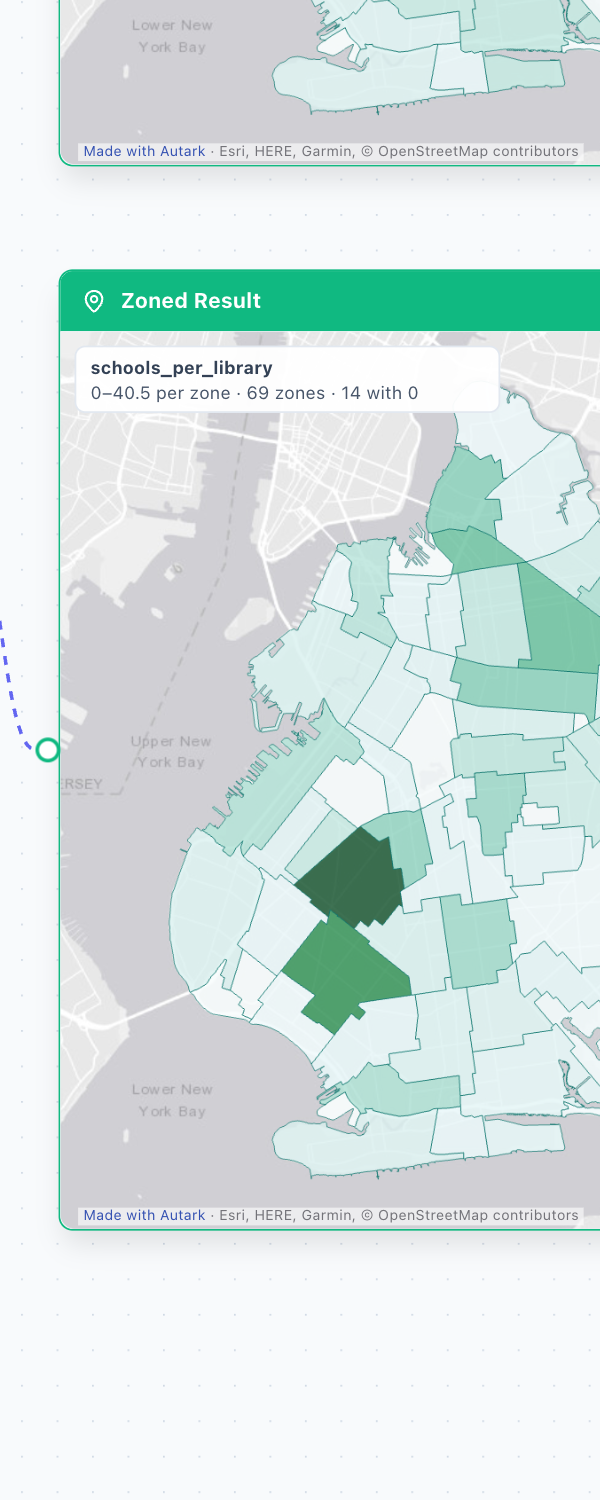 Lower New
York Bay
Made with Autark · Esri, HERE, Garmin, © OpenStreetMap contributors
Zoned Result
schools_per_library
0–40.5 per zone · 69 zones · 14 with 0
Upper New
York Bay
ERSEY
Lower New
York Bay
Made with Autark · Esri, HERE, Garmin, © OpenStreetMap contributors